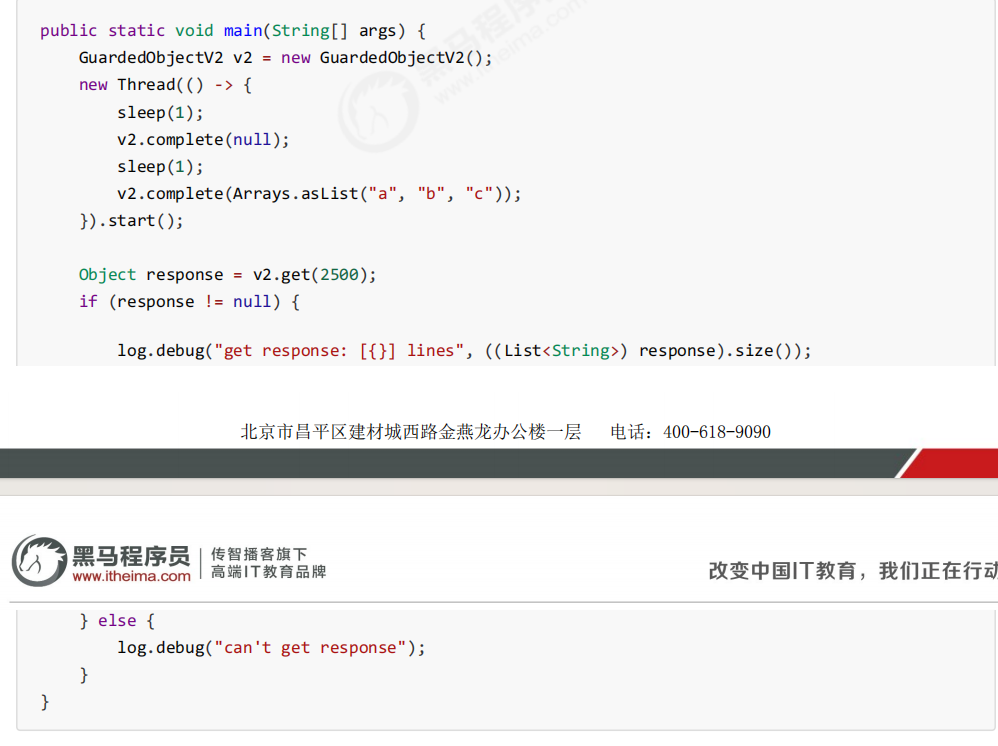 public static void main(String[] args) {
    GuardedObjectV2 v2 = new GuardedObjectV2();
    new Thread(() -> {
        sleep(1);
        v2.complete(null);
        sleep(1);
        v2.complete(Arrays.asList("a", "b", "c"));
    }).start();
    Object response = v2.get(2500);
    if (response != null) {
        log.debug("get response: [{}] lines", ((List<String>) response).size());
北京市昌平区建材城西路金燕龙办公楼一层 电话：400-618-9090
黑马程序员
www.itheima.com
传智播客旗下
高端IT教育品牌
改变中国IT教育，我们正在行动
    } else {
        log.debug("can't get response");
    }
}